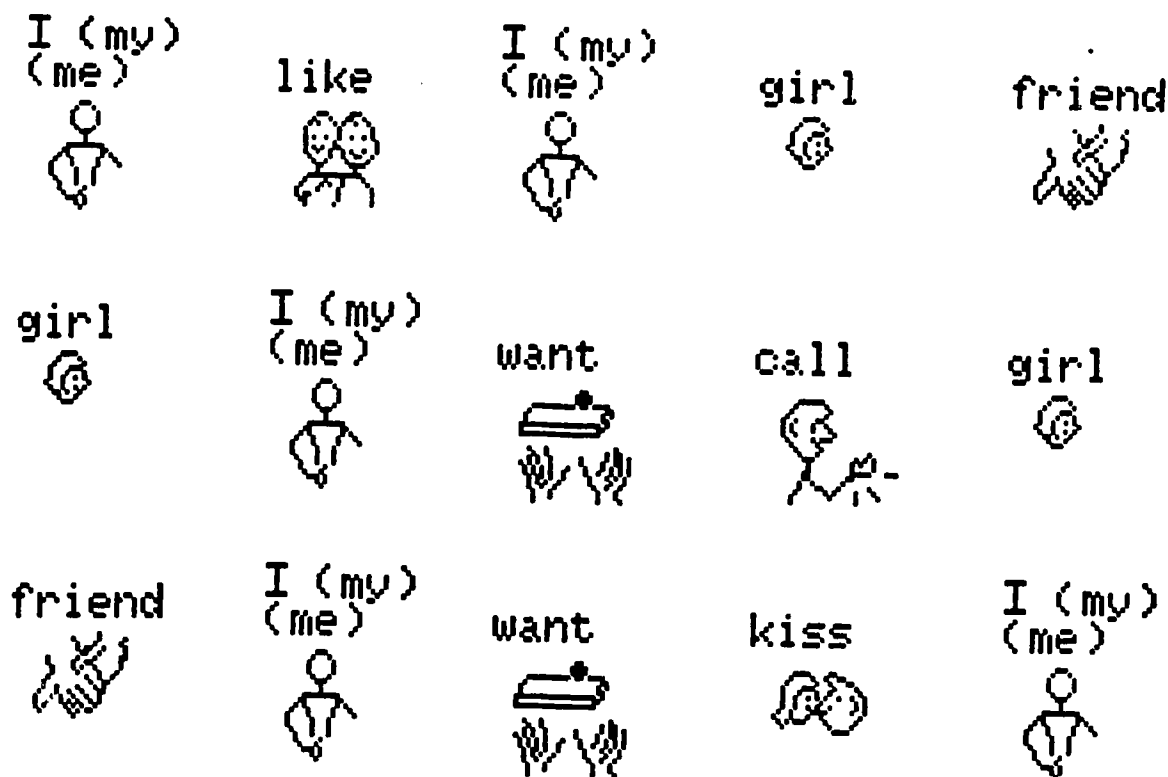 I (my) (me) like I (my) (me) girl friend
girl I (my) (me) want call girl
friend I (my) (me) want kiss I (my) (me)